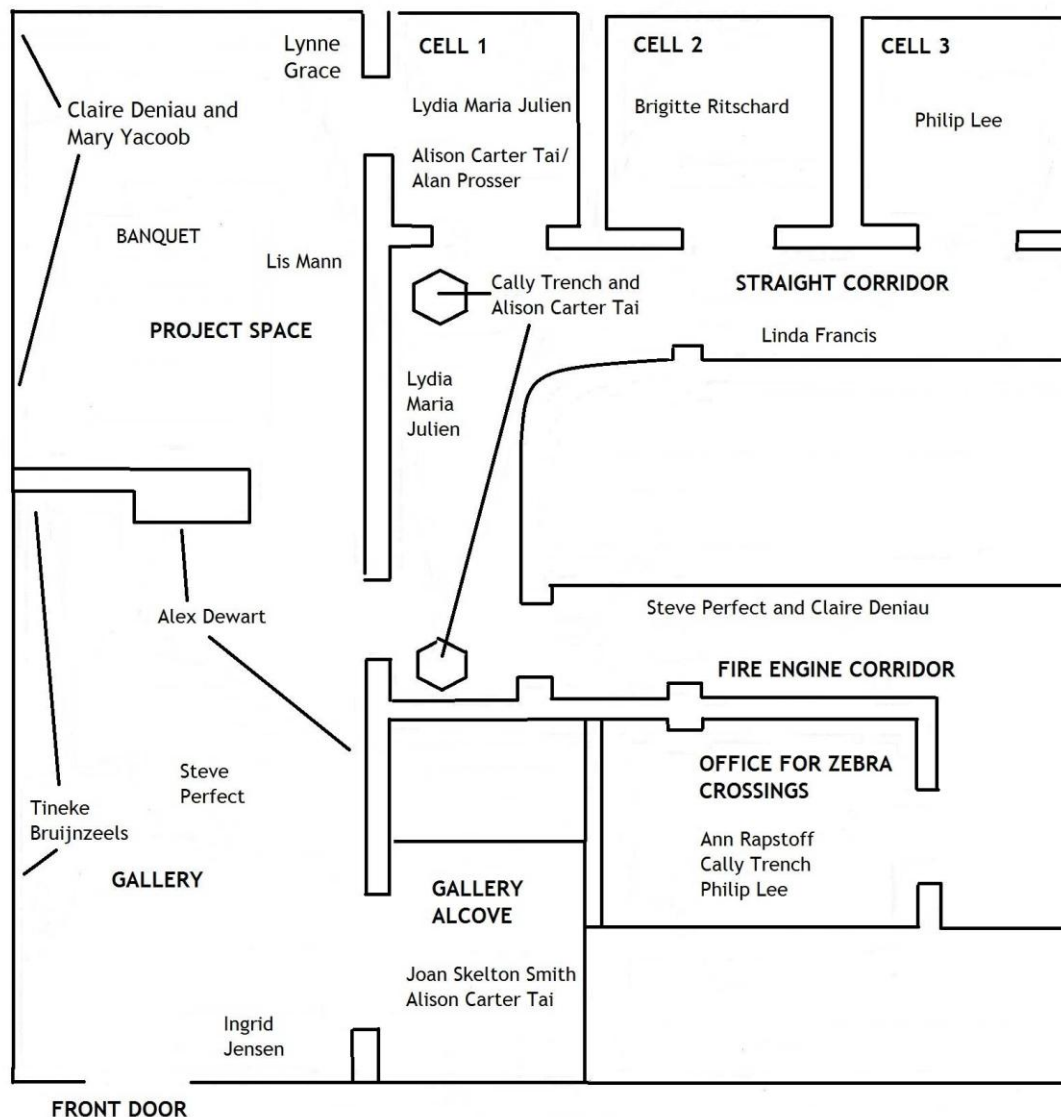 Lynne
Grace
CELL 1
CELL 2
CELL 3
Claire Deniau and
Mary Yacoob
Lydia Maria Julien
Alison Carter Tai/
Alan Prosser
Brigitte Ritschard
Philip Lee
BANQUET
Lis Mann
PROJECT SPACE
Cally Trench and
Alison Carter Tai
STRAIGHT CORRIDOR
Linda Francis
Lydia
Maria
Julien
Alex Dewart
Steve Perfect and Claire Deniau
FIRE ENGINE CORRIDOR
Steve
Perfect
Tineke
Bruijnzeels
GALLERY
OFFICE FOR ZEBRA
CROSSINGS
Ann Rapstoff
Cally Trench
Philip Lee
GALLERY
ALCOVE
Joan Skelton Smith
Alison Carter Tai
Ingrid
Jensen
FRONT DOOR